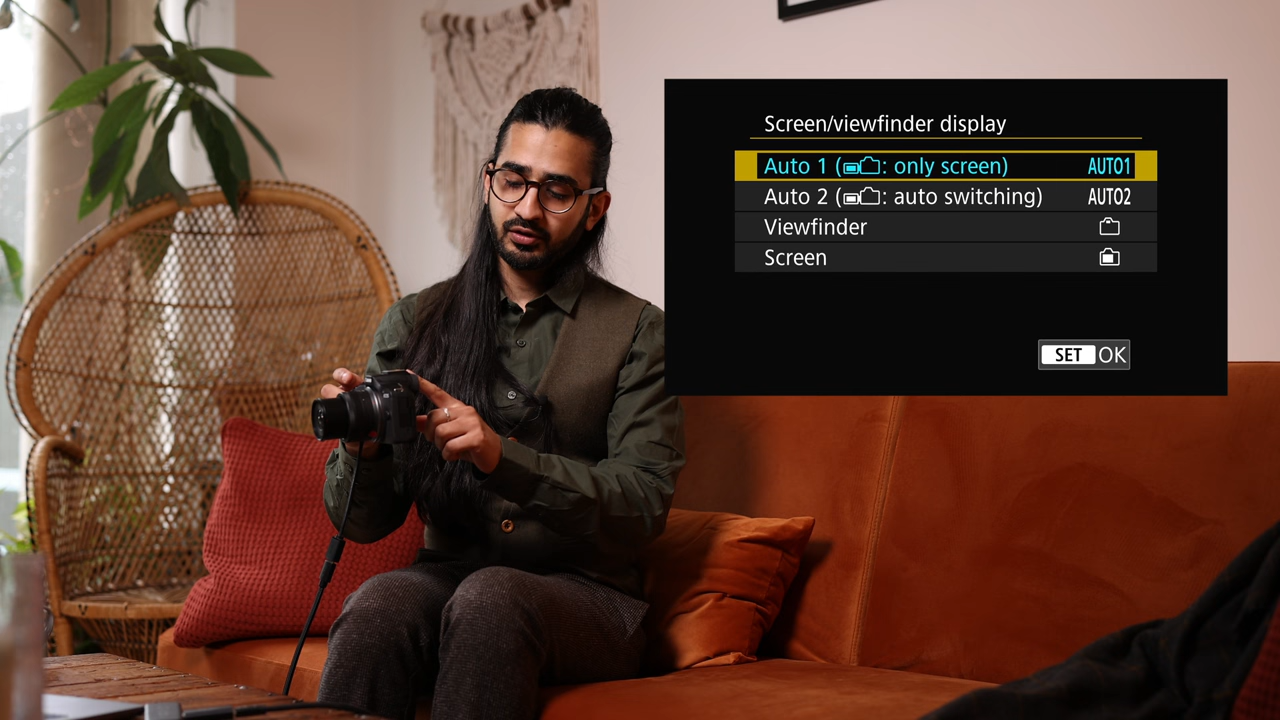 Screen/viewfinder display
Auto 1 (: only screen) AUTO1
Auto 2 (: auto switching) AUTO2
Viewfinder
Screen
SET OK